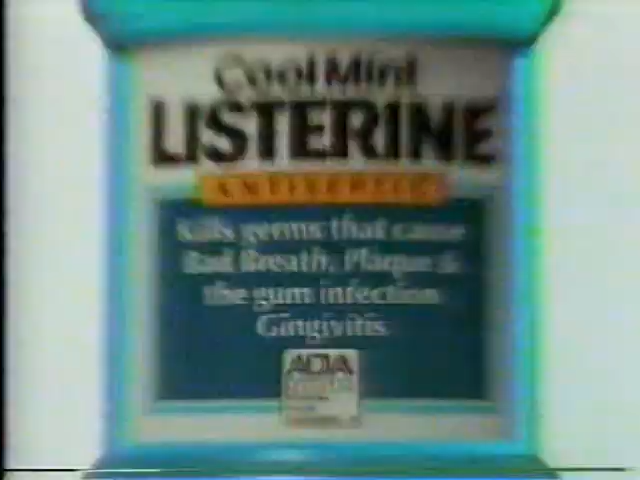 Cool Mint
LISTERINE
ANTISEPTIC
Kills germs that cause
Bad Breath, Plaque &
the gum infection
Gingivitis
ADA